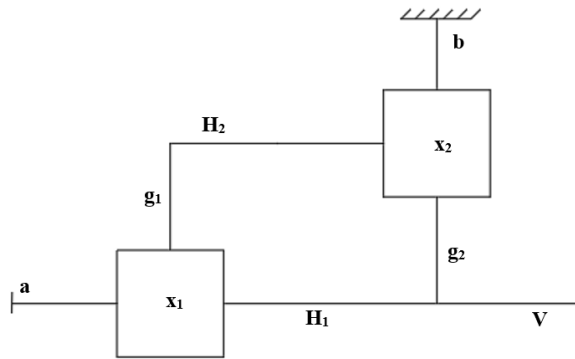 b
H₂
x₂
g₁
g₂
a
x₁
H₁
V